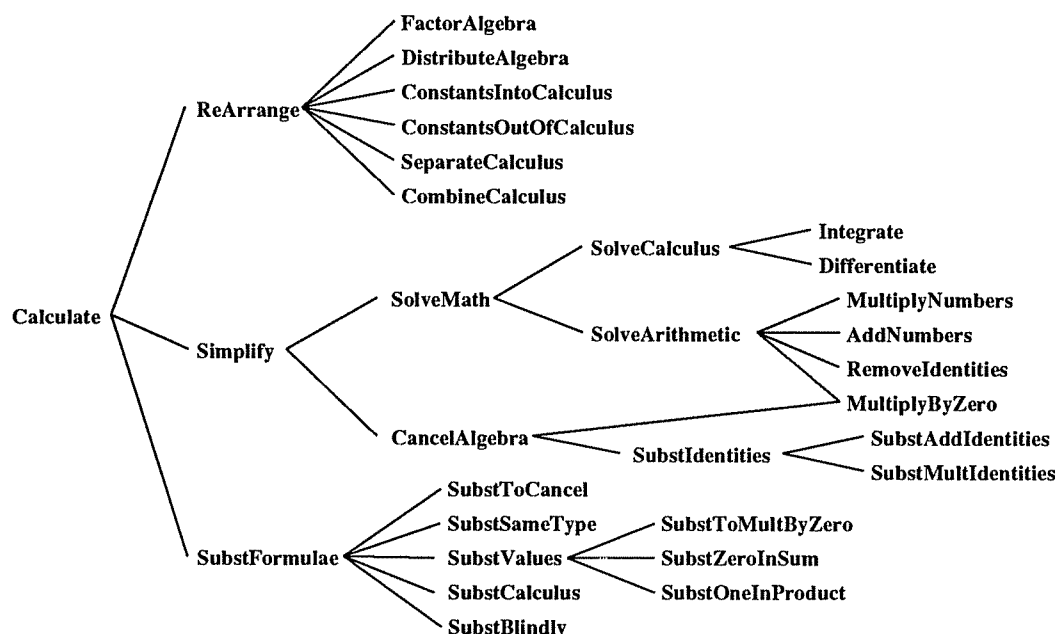 FactorAlgebra
DistributeAlgebra
ReArrange
ConstantsIntoCalculus
ConstantsOutOfCalculus
SeparateCalculus
CombineCalculus
Integrate
SolveCalculus
Differentiate
SolveMath
MultiplyNumbers
Calculate
SolveArithmetic
AddNumbers
Simplify
RemoveIdentities
MultiplyByZero
CancelAlgebra
SubstIdentities
SubstAddIdentities
SubstMultIdentities
SubstToCancel
SubstSameType
SubstToMultByZero
SubstFormulae
SubstValues
SubstZeroInSum
SubstCalculus
SubstOneInProduct
SubstBlindly